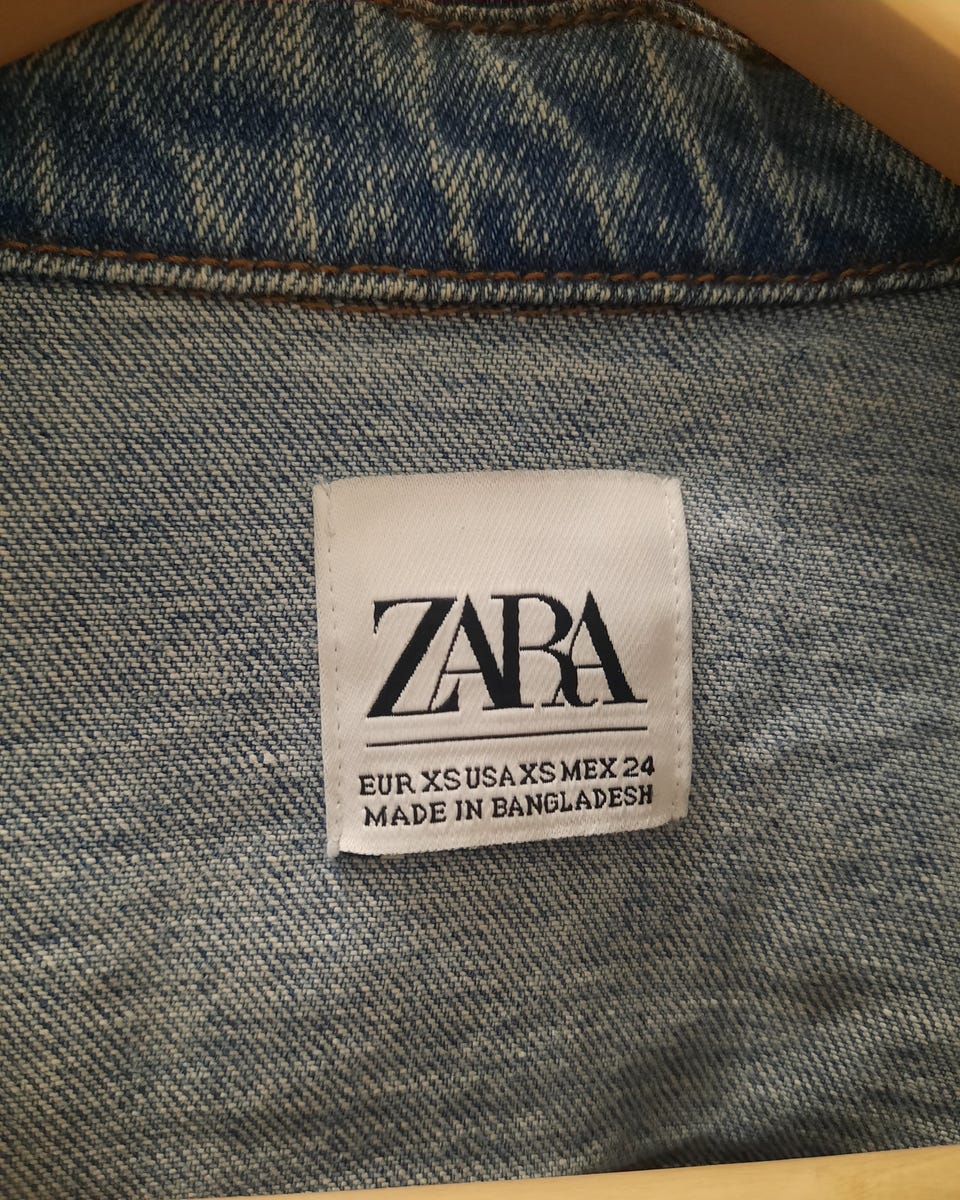 ZARA
EUR XS USA XS MEX 24
MADE IN BANGLADESH